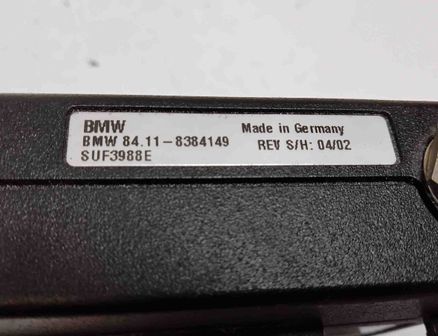 BMW
BMW 84.11-8384149
SUF3988E
Made in Germany
REV S/H: 04/02